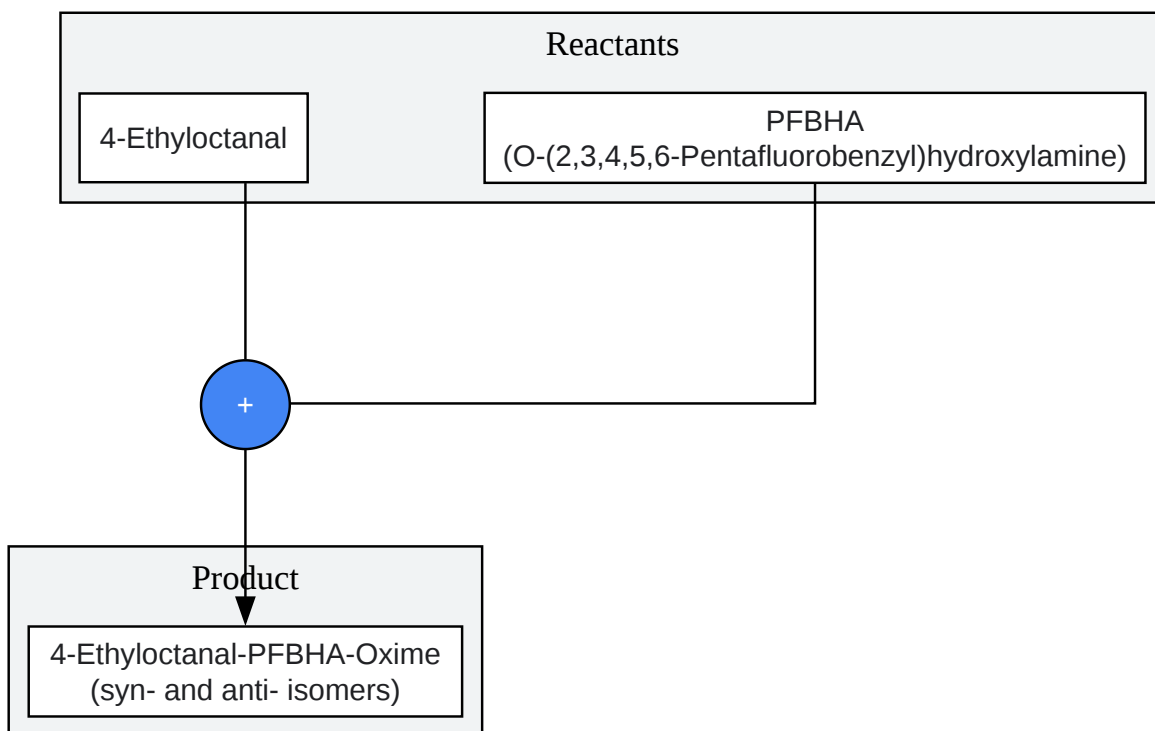 Reactants
4-Ethyloctanal
PFBHA
(O-(2,3,4,5,6-Pentafluorobenzyl)hydroxylamine)
+
Product
4-Ethyloctanal-PFBHA-Oxime
(syn- and anti- isomers)